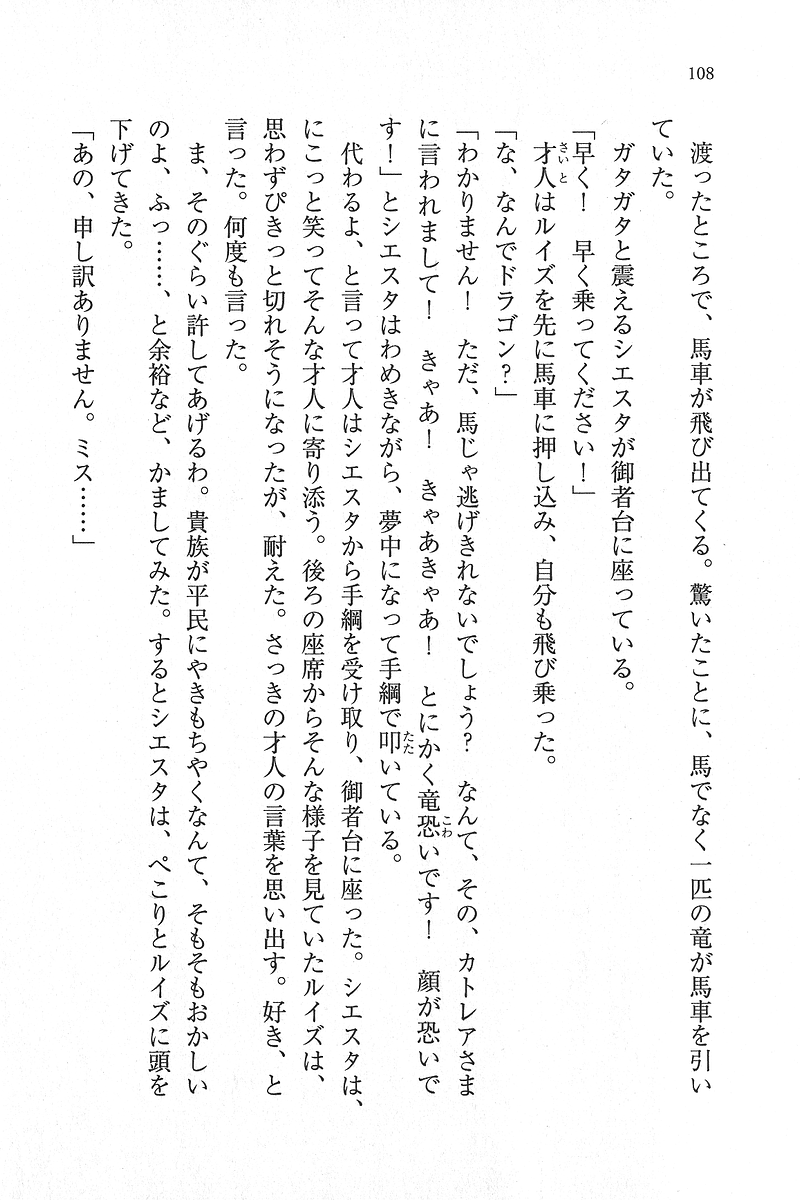 108
渡ったところで、馬車が飛び出てくる。驚いたことに、馬でなく一匹の竜が馬車を引い
ていた。
ガタガタと震えるシエスタが御者台に座っている。
「早く！　早く乗ってください！」
才人はルイズを先に馬車に押し込み、自分も飛び乗った。
「な、なんでドラゴン？」
「わかりません！　ただ、馬じゃ逃げきれないでしょう？　なんて、その、カトレアさま
に言われまして！　きゃあ！　きゃあきゃあ！　とにかく竜恐いです！　顔が恐いで
す！」とシエスタはわめきながら、夢中になって手綱で叩いている。
代わるよ、と言って才人はシエスタから手綱を受け取り、御者台に座った。シエスタは、
にこっと笑ってそんな才人に寄り添う。後ろの座席からそんな様子を見ていたルイズは、
思わずぴきっと切れそうになったが、耐えた。さっきの才人の言葉を思い出す。好き、と
言った。何度も言った。
ま、そのぐらい許してあげるわ。貴族が平民にやきもちやくなんて、そもそもおかしい
のよ、ふっ……、と余裕など、かましてみた。するとシエスタは、ぺこりとルイズに頭を
下げてきた。
「あの、申し訳ありません。ミス……」